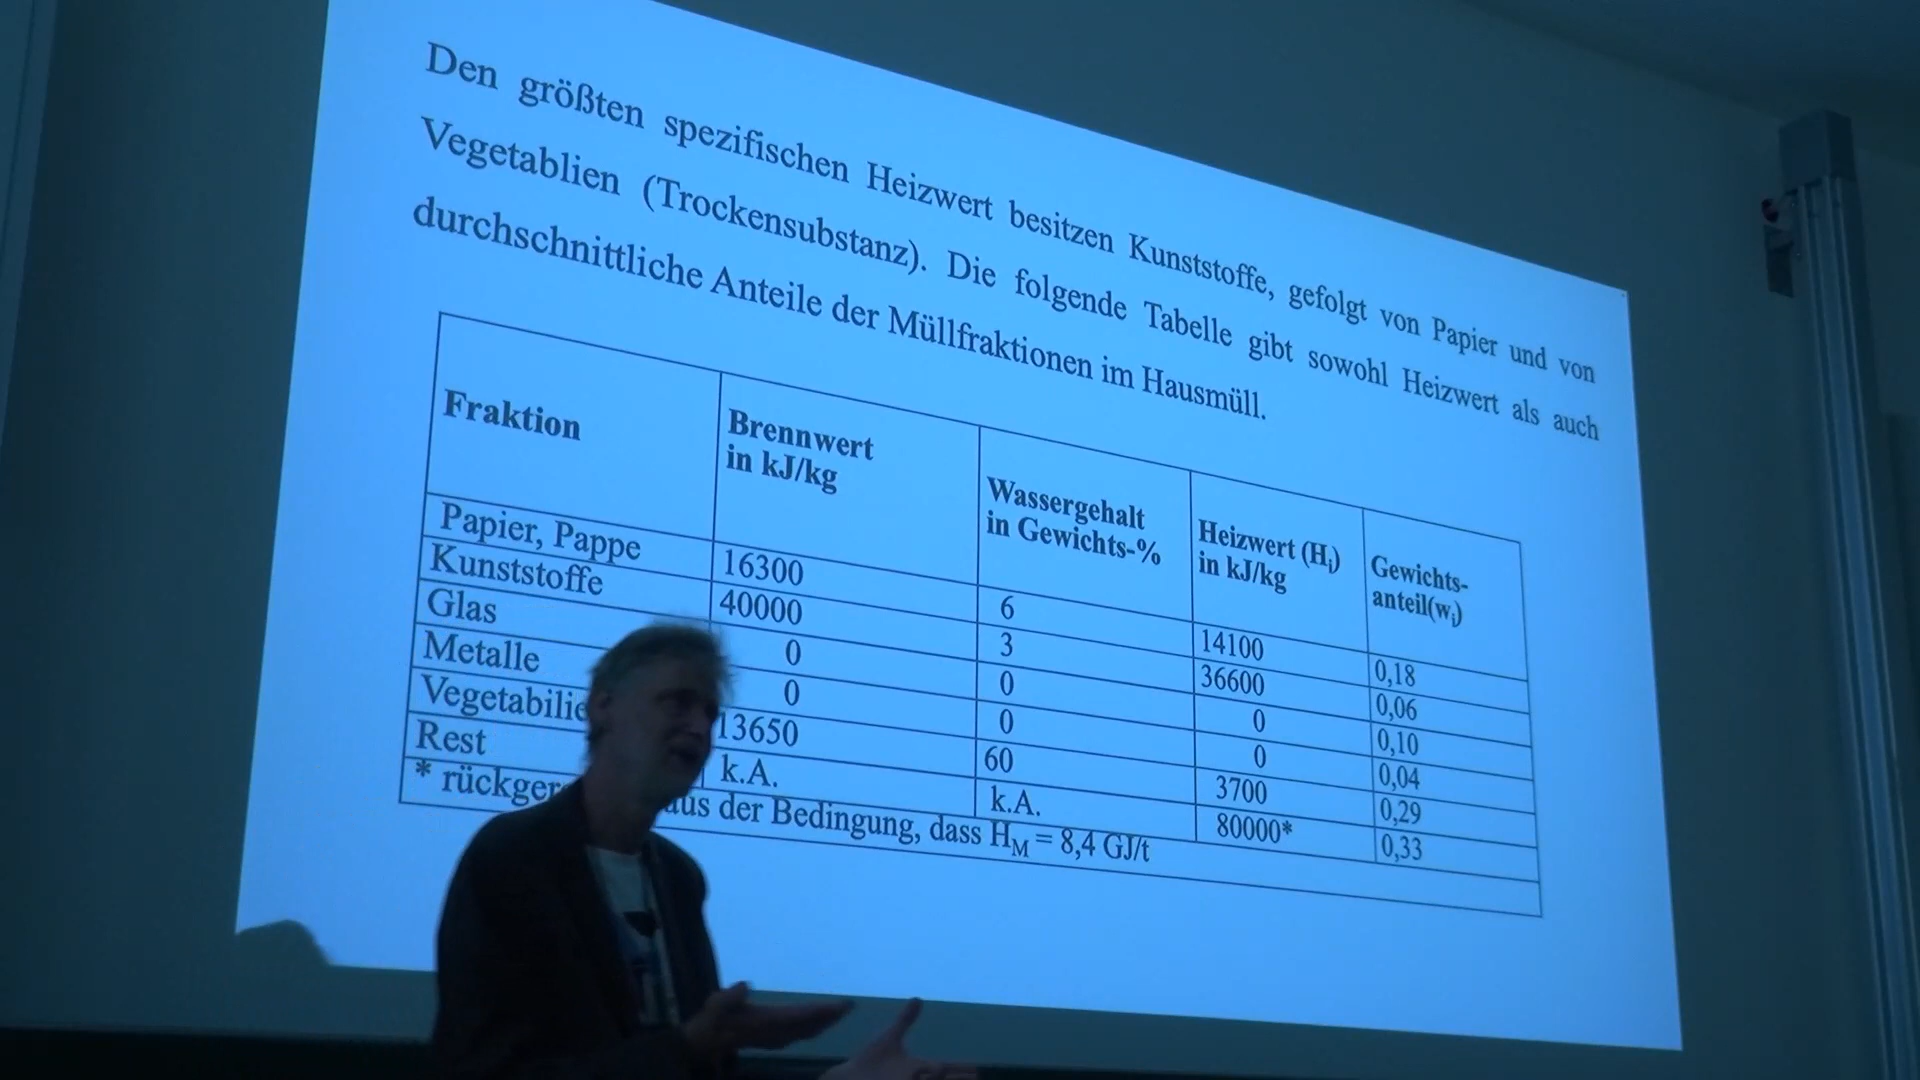 Den größten spezifischen Heizwert besitzen Kunststoffe, gefolgt von Papier und von
Vegetablien (Trockensubstanz). Die folgende Tabelle gibt sowohl Heizwert als auch
durchschnittliche Anteile der Müllfraktionen im Hausmüll.
Fraktion Brennwert in kJ/kg Wassergehalt in Gewichts-% Heizwert (Hi) in kJ/kg Gewichts-anteil(wi)
Papier, Pappe 16300 6 14100 0,18
Kunststoffe 40000 3 36600 0,06
Glas 0 0 0 0,10
Metalle 0 0 0 0,04
Vegetabilie 13650 60 3700 0,29
Rest k.A. k.A. 80000* 0,33
* aus der Bedingung, dass HM = 8,4 GJ/t